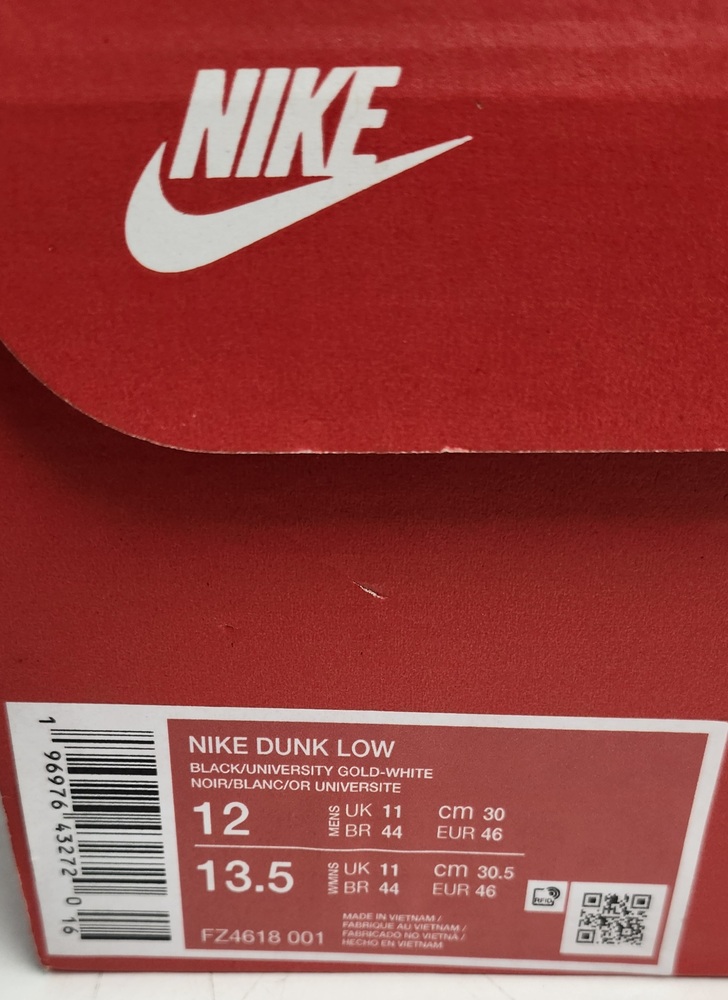 NIKE
NIKE DUNK LOW
BLACK/UNIVERSITY GOLD-WHITE
NOIR/BLANC/OR UNIVERSITE
12 MENS UK 11 cm 30
BR 44 EUR 46
13.5 WMNS UK 11 cm 30.5
BR 44 EUR 46
FZ4618 001
MADE IN VIETNAM /
FABRIQUE AU VIETNAM /
FABRICADO NO VIETNÃ /
HECHO EN VIETNAM
RFID
1 96976 43272 0 16